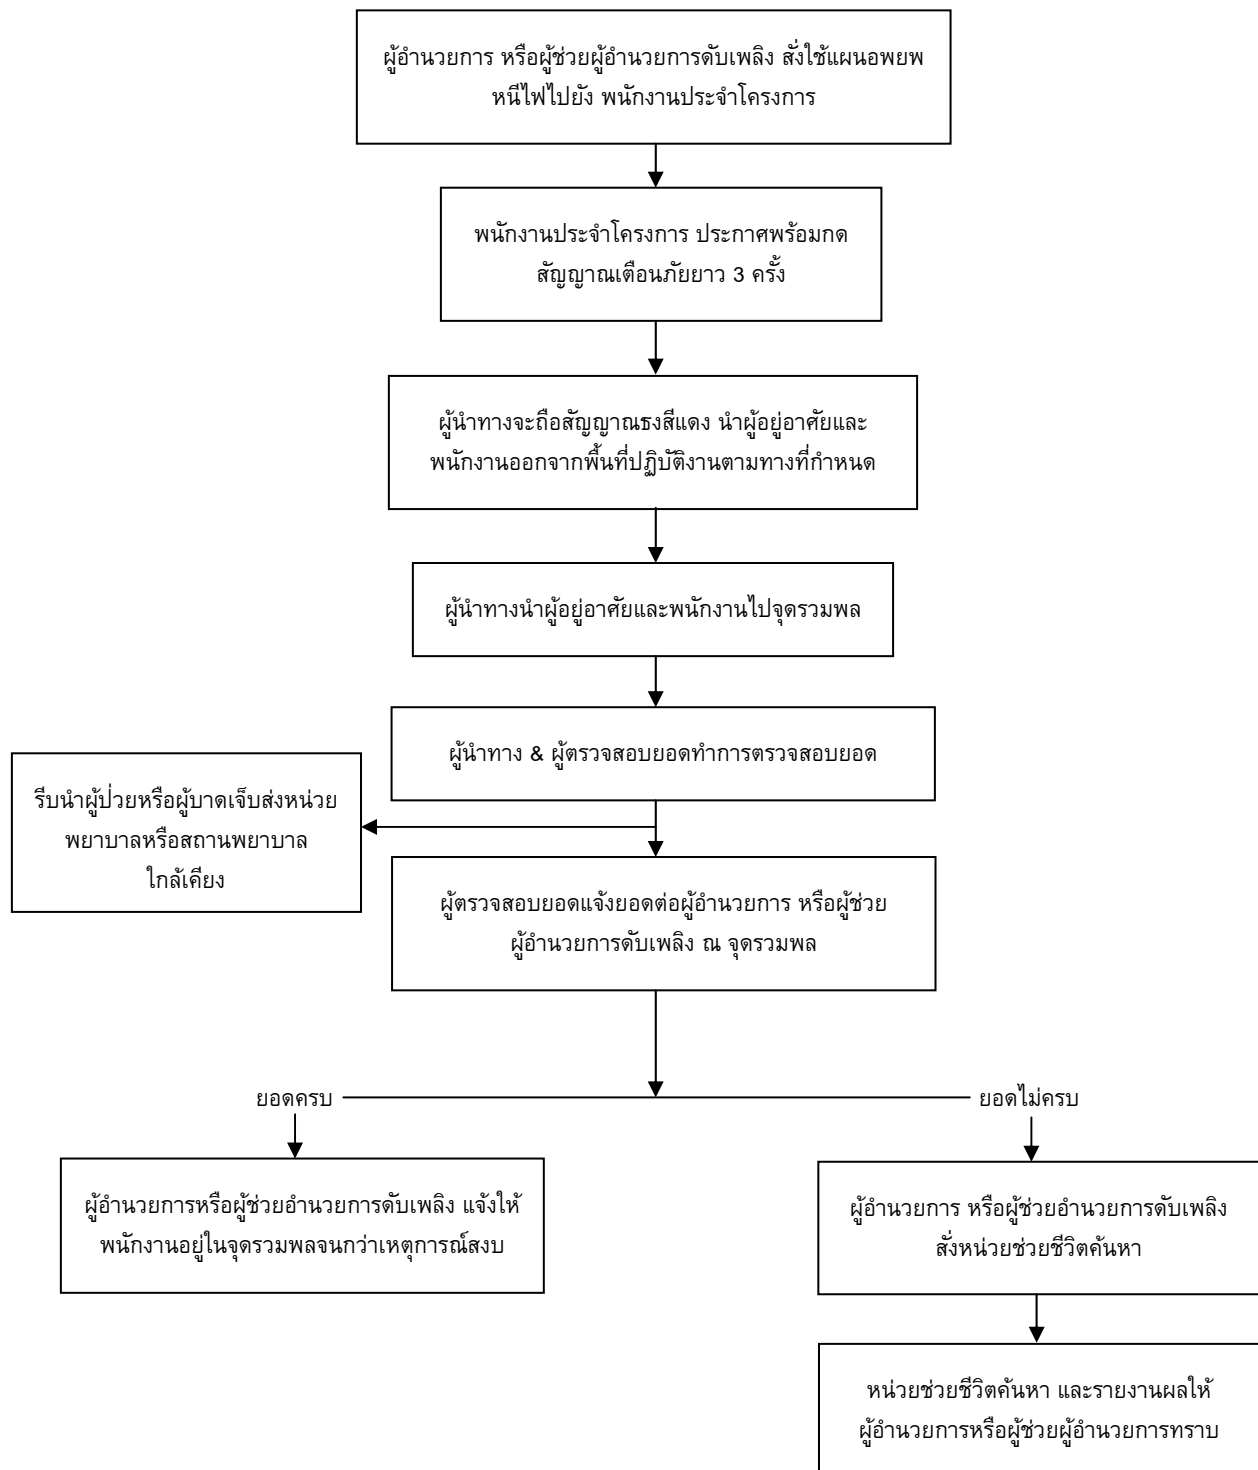 ผู้อำนวยการ หรือผู้ช่วยผู้อำนวยการดับเพลิง สั่งใช้แผนอพยพ
หนีไฟไปยัง พนักงานประจำโครงการ
พนักงานประจำโครงการ ประกาศพร้อมกด
สัญญาณเตือนภัยยาว 3 ครั้ง
ผู้นำทางจะถือสัญญาณธงสีแดง นำผู้อยู่อาศัยและ
พนักงานออกจากพื้นที่ปฏิบัติงานตามทางที่กำหนด
ผู้นำทางนำผู้อยู่อาศัยและพนักงานไปจุดรวมพล
ผู้นำทาง & ผู้ตรวจสอบยอดทำการตรวจสอบยอด
รีบนำผู้ป่วยหรือผู้บาดเจ็บส่งหน่วย
พยาบาลหรือสถานพยาบาล
ใกล้เคียง
ผู้ตรวจสอบยอดแจ้งยอดต่อผู้อำนวยการ หรือผู้ช่วย
ผู้อำนวยการดับเพลิง ณ จุดรวมพล
ยอดครบ
ยอดไม่ครบ
ผู้อำนวยการหรือผู้ช่วยอำนวยการดับเพลิง แจ้งให้
พนักงานอยู่ในจุดรวมพลจนกว่าเหตุการณ์สงบ
ผู้อำนวยการ หรือผู้ช่วยอำนวยการดับเพลิง
สั่งหน่วยช่วยชีวิตค้นหา
หน่วยช่วยชีวิตค้นหา และรายงานผลให้
ผู้อำนวยการหรือผู้ช่วยผู้อำนวยการทราบ